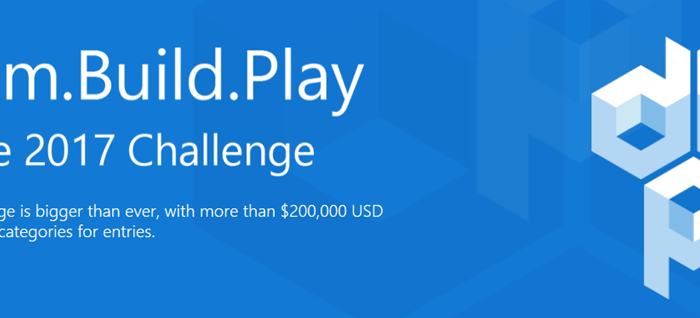 m.Build.Play
e 2017 Challenge
ge is bigger than ever, with more than $200,000 USD
categories for entries.